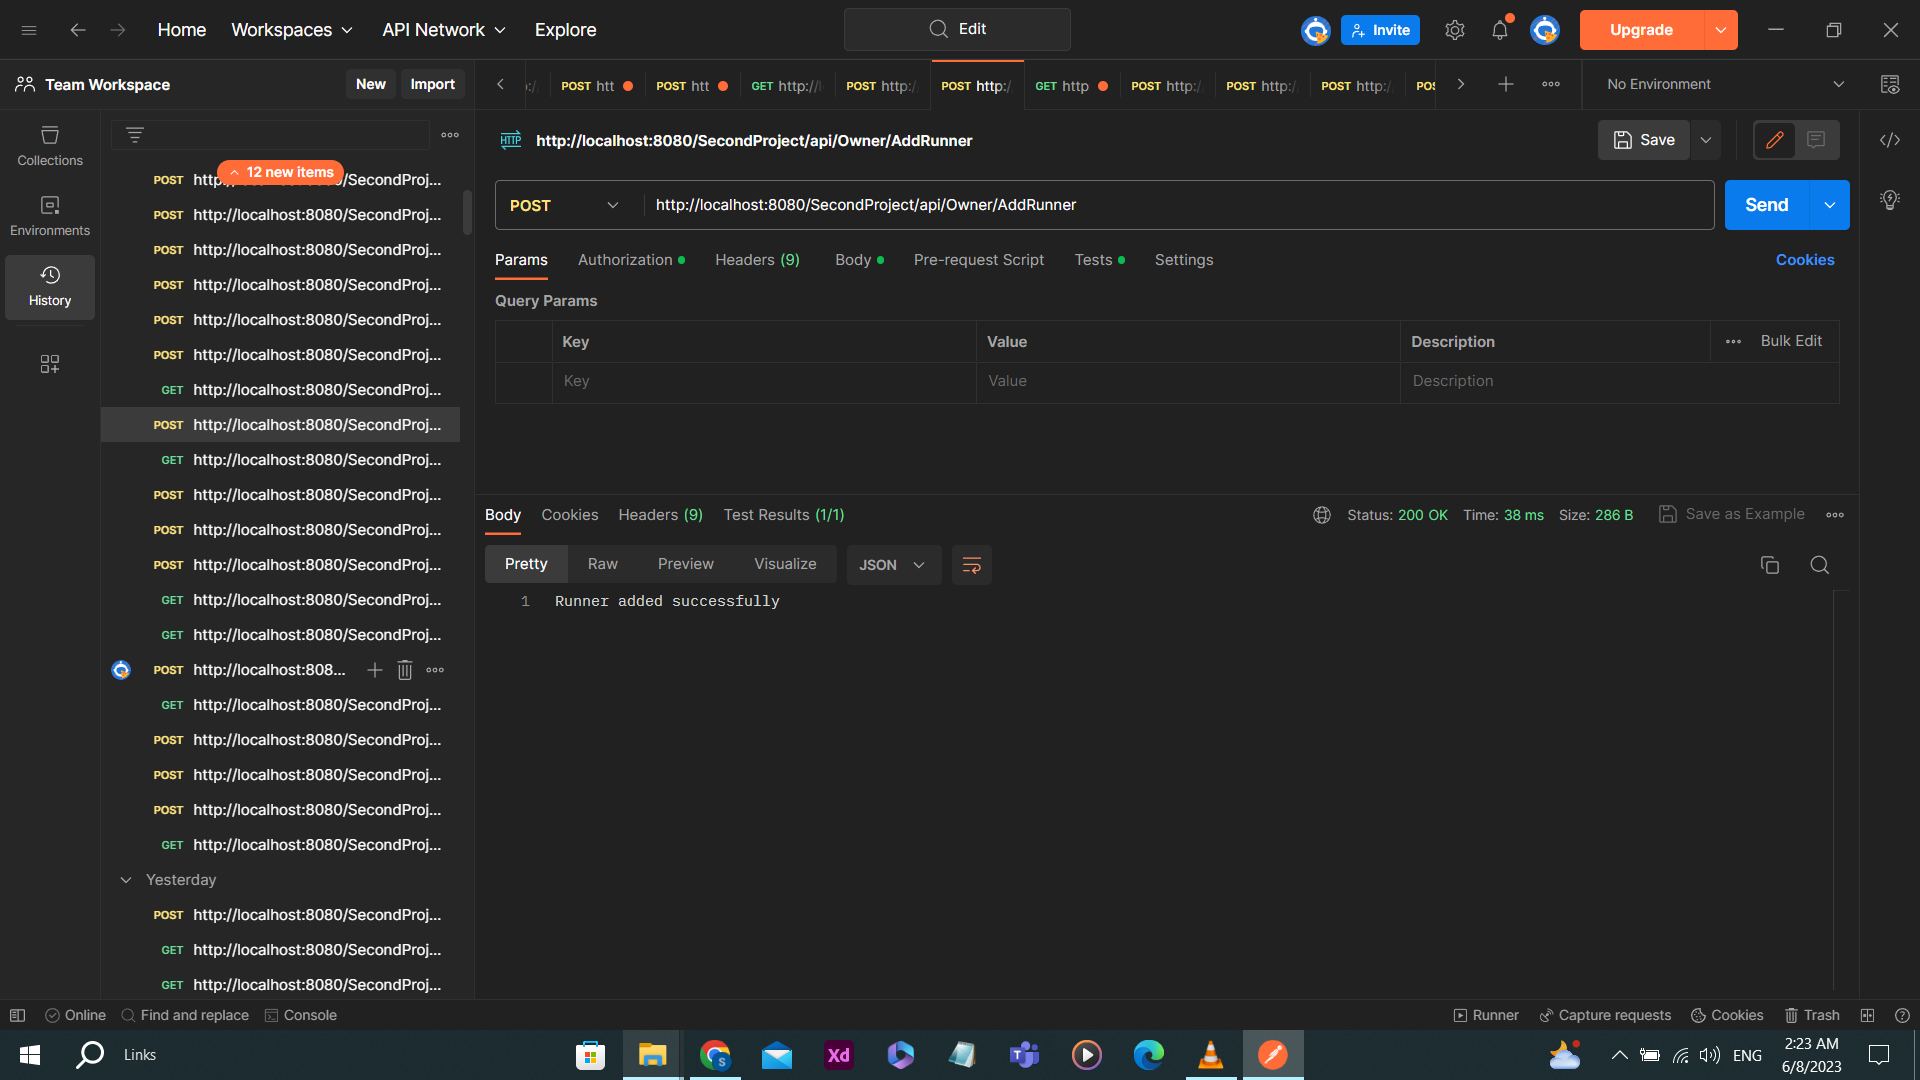 Home
Workspaces
API Network
Explore
Edit
Invite
Upgrade
Team Workspace
New
Import
POST htt
POST htt
GET http://
POST http:/
POST http:/
GET http
POST http:/
POST http:/
POST http:/
No Environment
Collections
Environments
History
12 new items
POST http://localhost:8080/SecondProj...
POST http://localhost:8080/SecondProj...
POST http://localhost:8080/SecondProj...
POST http://localhost:8080/SecondProj...
POST http://localhost:8080/SecondProj...
POST http://localhost:8080/SecondProj...
GET http://localhost:8080/SecondProj...
POST http://localhost:8080/SecondProj...
GET http://localhost:8080/SecondProj...
POST http://localhost:8080/SecondProj...
POST http://localhost:8080/SecondProj...
POST http://localhost:8080/SecondProj...
GET http://localhost:8080/SecondProj...
GET http://localhost:8080/SecondProj...
POST http://localhost:808...
GET http://localhost:8080/SecondProj...
POST http://localhost:8080/SecondProj...
POST http://localhost:8080/SecondProj...
POST http://localhost:8080/SecondProj...
GET http://localhost:8080/SecondProj...
Yesterday
POST http://localhost:8080/SecondProj...
GET http://localhost:8080/SecondProj...
GET http://localhost:8080/SecondProj...
HTTP http://localhost:8080/SecondProject/api/Owner/AddRunner
Save
POST http://localhost:8080/SecondProject/api/Owner/AddRunner
Send
Params Authorization Headers (9) Body Pre-request Script Tests Settings
Cookies
Query Params
Key Value Description Bulk Edit
Key Value Description
Body Cookies Headers (9) Test Results (1/1)
Status: 200 OK Time: 38 ms Size: 286 B Save as Example
Pretty Raw Preview Visualize JSON
1 Runner added successfully
Online Find and replace Console
Runner Capture requests Cookies Trash
Links
Xd
S
T
ENG
2:23 AM
6/8/2023